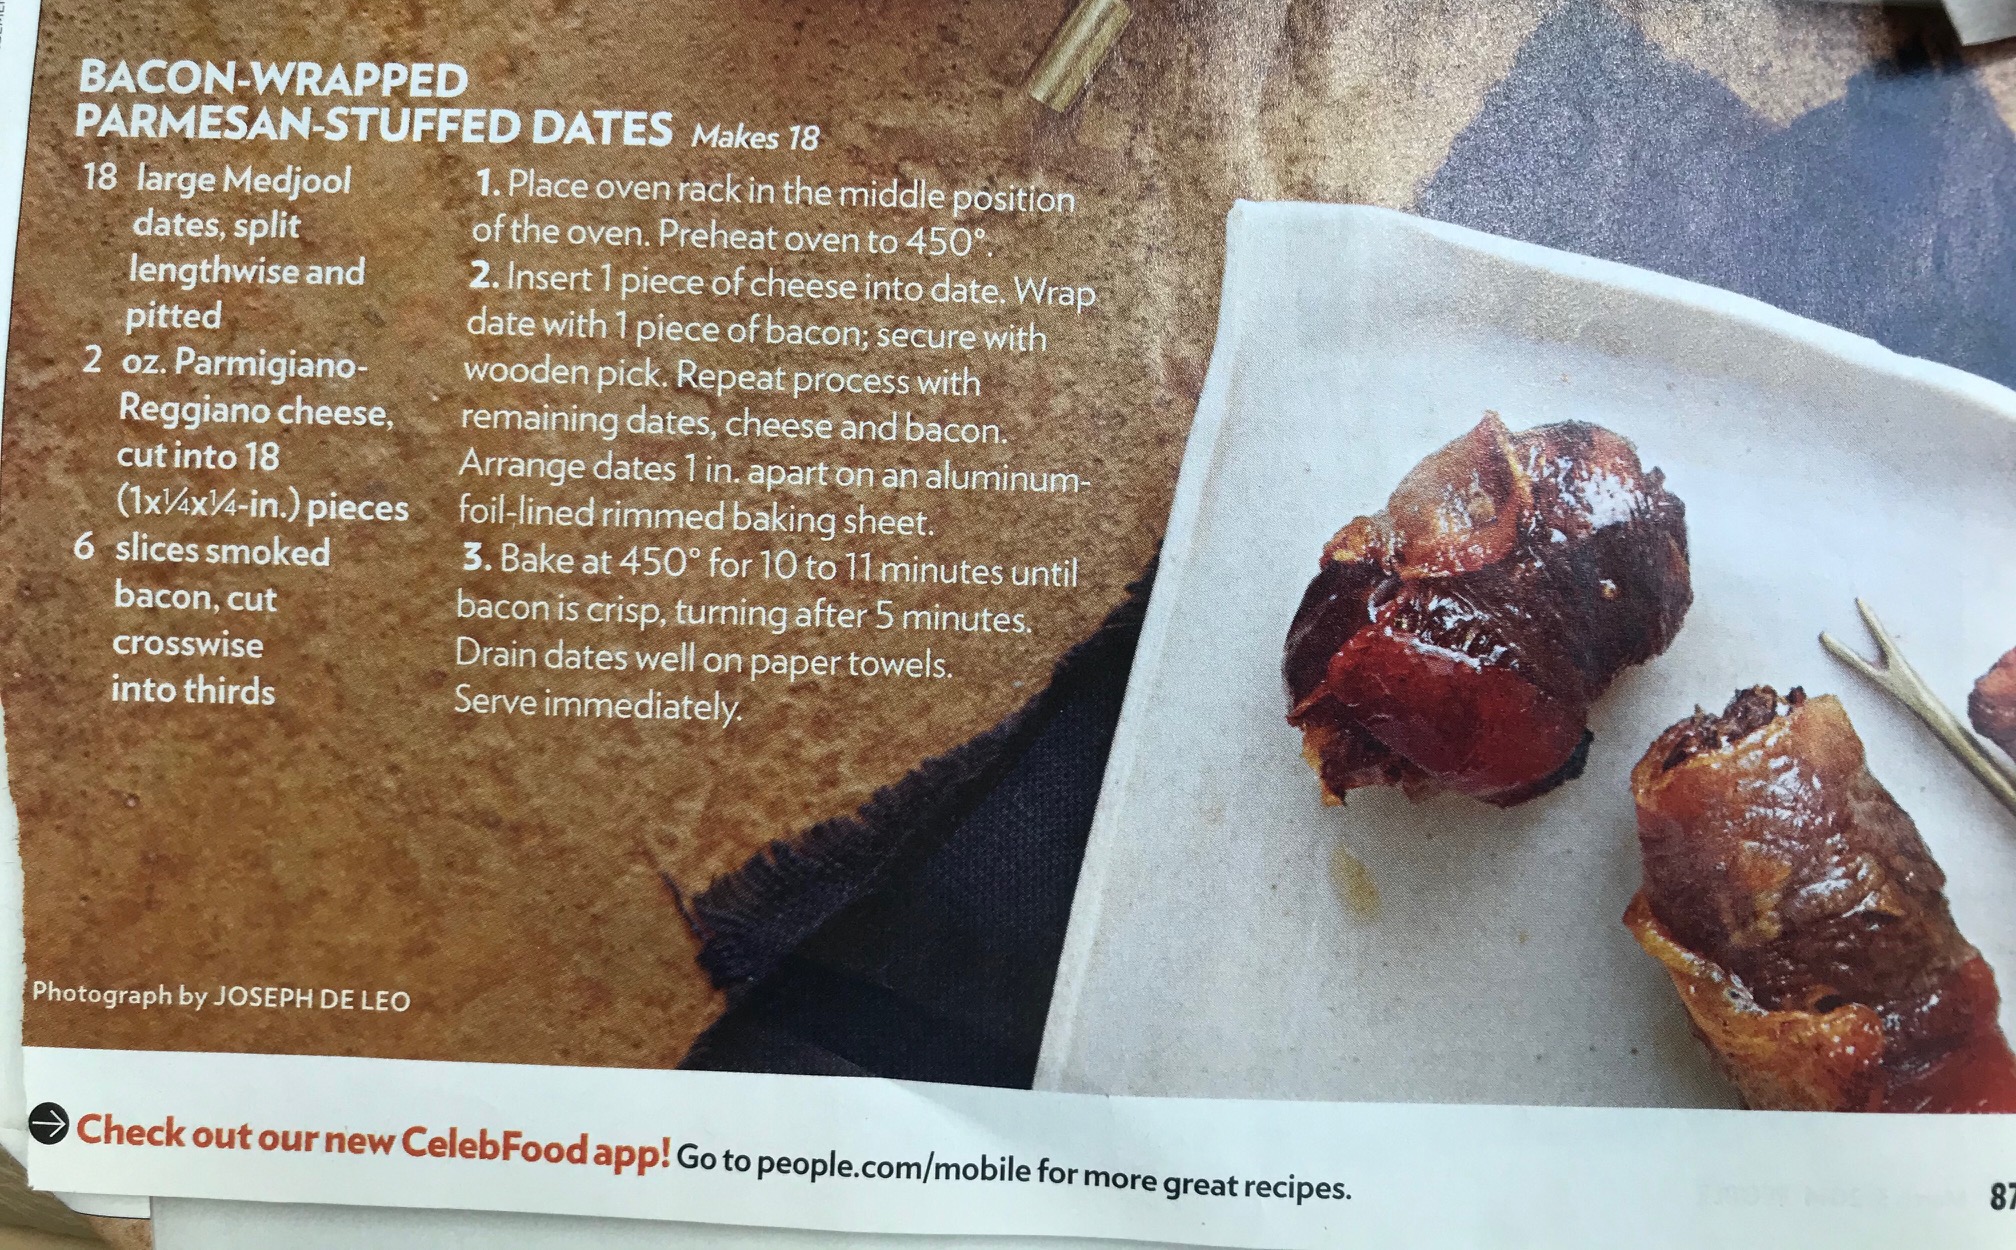 BACON-WRAPPED
PARMESAN-STUFFED DATES Makes 18
18 large Medjool
dates, split
lengthwise and
pitted
2 oz. Parmigiano-
Reggiano cheese,
cut into 18
(1x¼x¼-in.) pieces
6 slices smoked
bacon, cut
crosswise
into thirds
1. Place oven rack in the middle position
of the oven. Preheat oven to 450°.
2. Insert 1 piece of cheese into date. Wrap
date with 1 piece of bacon; secure with
wooden pick. Repeat process with
remaining dates, cheese and bacon.
Arrange dates 1 in. apart on an aluminum-
foil-lined rimmed baking sheet.
3. Bake at 450° for 10 to 11 minutes until
bacon is crisp, turning after 5 minutes.
Drain dates well on paper towels.
Serve immediately.
Photograph by JOSEPH DE LEO
Check out our new CelebFood app! Go to people.com/mobile for more great recipes.
87